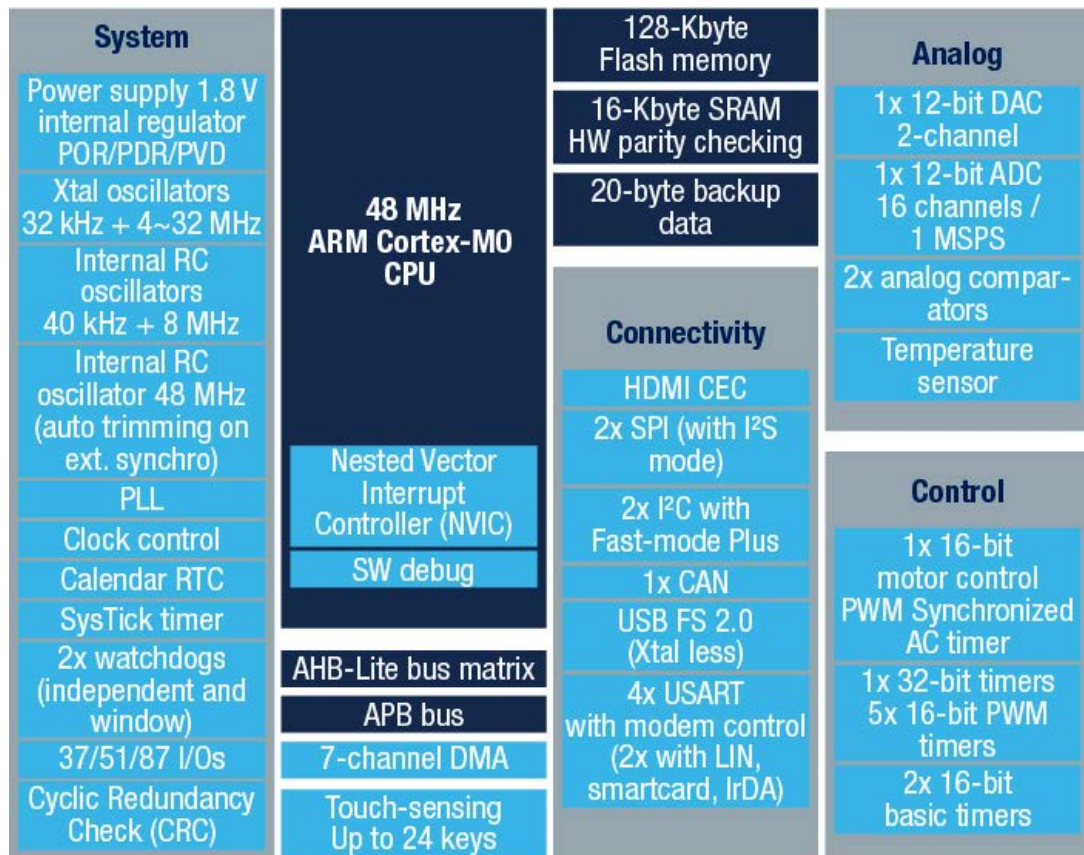 System
Power supply 1.8 V
internal regulator
POR/PDR/PVD
Xtal oscillators
32 kHz + 4~32 MHz
Internal RC
oscillators
40 kHz + 8 MHz
Internal RC
oscillator 48 MHz
(auto trimming on
ext. synchro)
PLL
Clock control
Calendar RTC
SysTick timer
2x watchdogs
(independent and
window)
37/51/87 I/Os
Cyclic Redundancy
Check (CRC)
48 MHz
ARM Cortex-MO
CPU
Nested Vector
Interrupt
Controller (NVIC)
SW debug
AHB-Lite bus matrix
APB bus
7-channel DMA
Touch-sensing
Up to 24 keys
128-Kbyte
Flash memory
16-Kbyte SRAM
HW parity checking
20-byte backup
data
Connectivity
HDMI CEC
2x SPI (with I²S
mode)
2x I²C with
Fast-mode Plus
1x CAN
USB FS 2.0
(Xtal less)
4x USART
with modem control
(2x with LIN,
smartcard, IrDA)
Analog
1x 12-bit DAC
2-channel
1x 12-bit ADC
16 channels /
1 MSPS
2x analog compar-
ators
Temperature
sensor
Control
1x 16-bit
motor control
PWM Synchronized
AC timer
1x 32-bit timers
5x 16-bit PWM
timers
2x 16-bit
basic timers